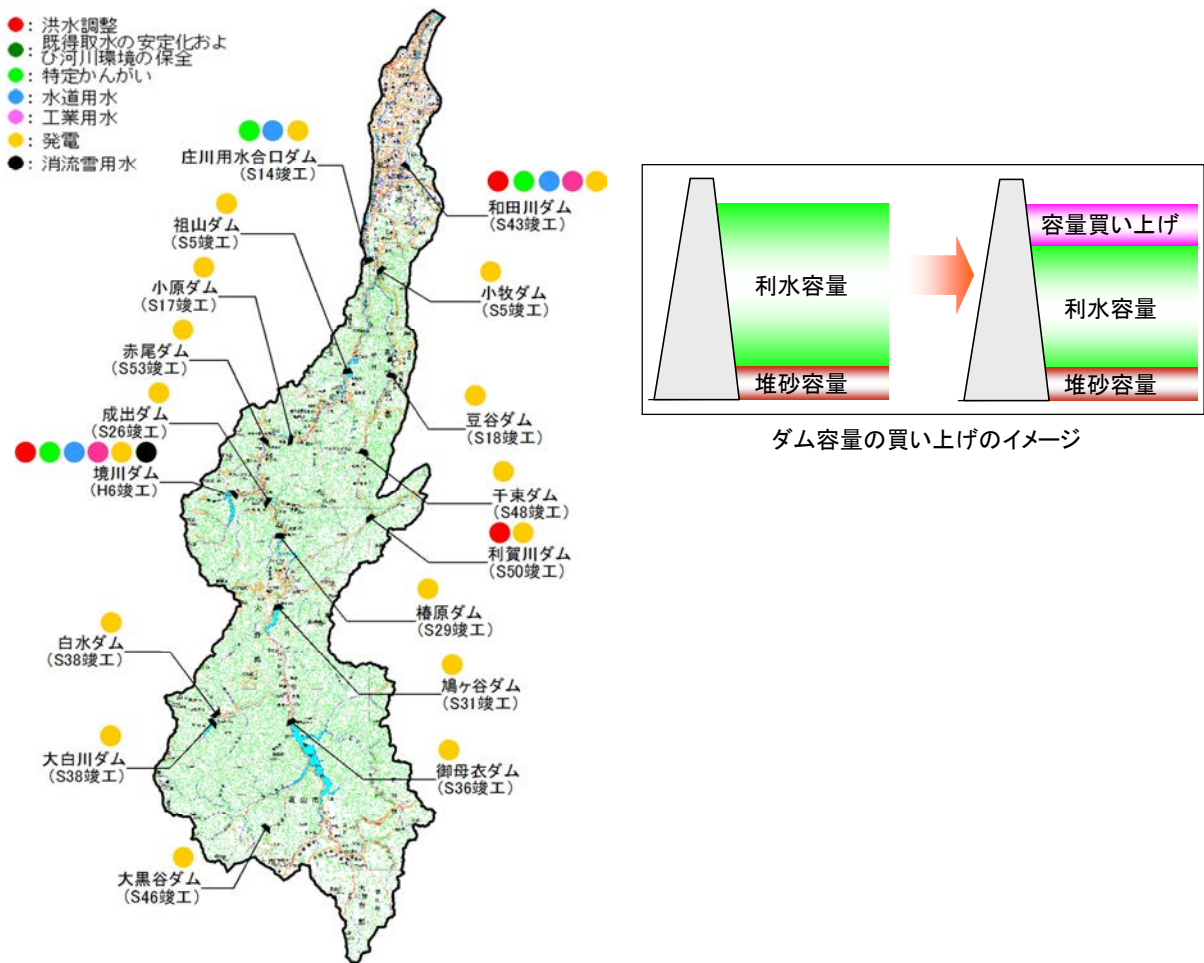 ●：洪水調整
●：既得取水の安定化およ
び河川環境の保全
●：特定かんがい
●：水道用水
●：工業用水
●：発電
●：消流雪用水
庄川用水合口ダム
（S14竣工）
和田川ダム
（S43竣工）
祖山ダム
（S5竣工）
小牧ダム
（S5竣工）
小原ダム
（S17竣工）
赤尾ダム
（S53竣工）
成出ダム
（S26竣工）
豆谷ダム
（S18竣工）
境川ダム
（H6竣工）
千束ダム
（S48竣工）
利賀川ダム
（S50竣工）
椿原ダム
（S29竣工）
白水ダム
（S38竣工）
鳩ヶ谷ダム
（S31竣工）
大白川ダム
（S38竣工）
御母衣ダム
（S36竣工）
大黒谷ダム
（S46竣工）
利水容量
堆砂容量
容量買い上げ
利水容量
堆砂容量
ダム容量の買い上げのイメージ